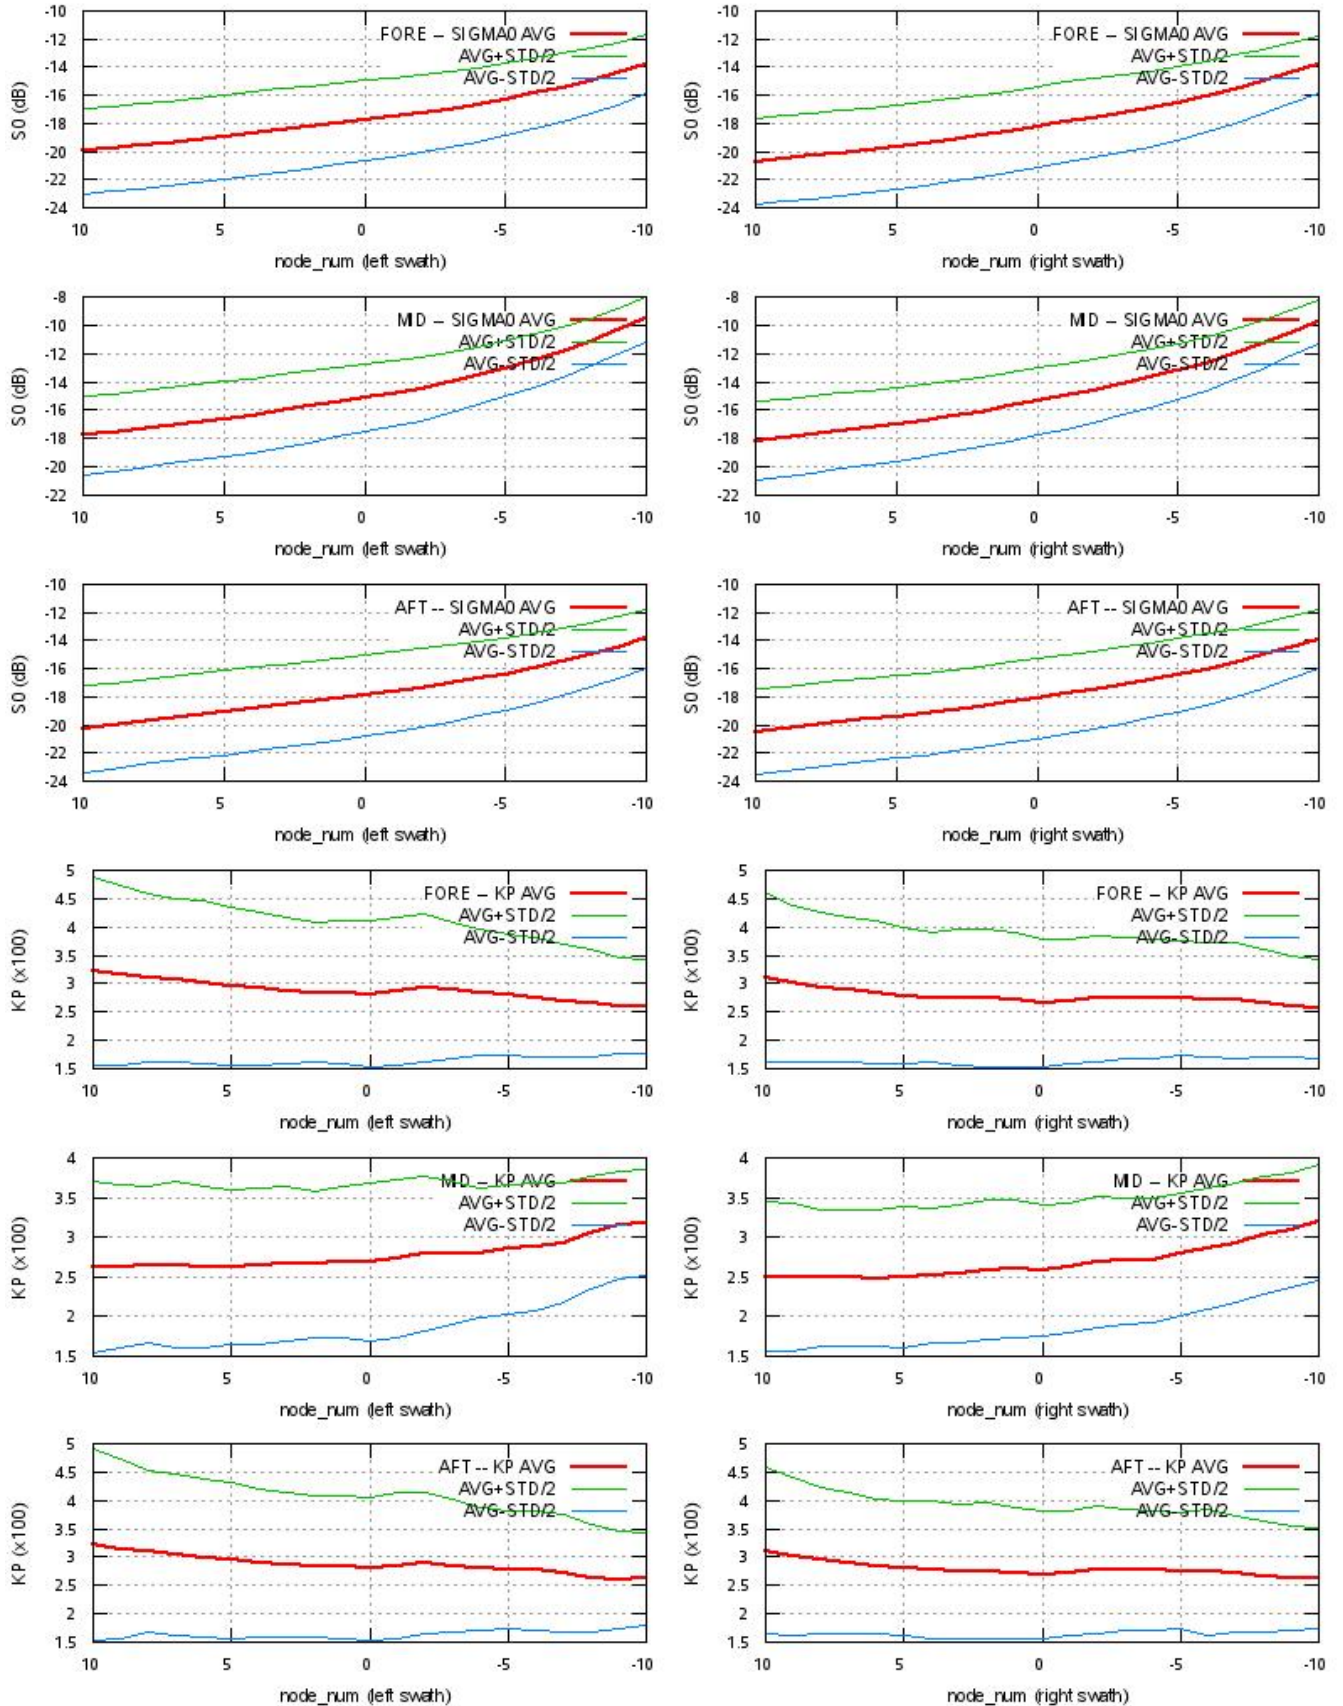 -10
-12
-14
-16
-18
-20
-22
-24
S0 (dB)
FORE – SIGMA0 AVG
AVG+STD/2
AVG-STD/2
10 5 0 -5 -10
node_num (left swath)
-10
-12
-14
-16
-18
-20
-22
-24
S0 (dB)
FORE – SIGMA0 AVG
AVG+STD/2
AVG-STD/2
10 5 0 -5 -10
node_num (right swath)
-8
-10
-12
-14
-16
-18
-20
-22
S0 (dB)
MID – SIGMA0 AVG
AVG+STD/2
AVG-STD/2
10 5 0 -5 -10
node_num (left swath)
-8
-10
-12
-14
-16
-18
-20
-22
S0 (dB)
MID – SIGMA0 AVG
AVG+STD/2
AVG-STD/2
10 5 0 -5 -10
node_num (right swath)
-10
-12
-14
-16
-18
-20
-22
-24
S0 (dB)
AFT -- SIGMA0 AVG
AVG+STD/2
AVG-STD/2
10 5 0 -5 -10
node_num (left swath)
-10
-12
-14
-16
-18
-20
-22
-24
S0 (dB)
AFT -- SIGMA0 AVG
AVG+STD/2
AVG-STD/2
10 5 0 -5 -10
node_num (right swath)
5
4.5
4
3.5
3
2.5
2
1.5
KP (x100)
FORE – KP AVG
AVG+STD/2
AVG-STD/2
10 5 0 -5 -10
node_num (left swath)
5
4.5
4
3.5
3
2.5
2
1.5
KP (x100)
FORE – KP AVG
AVG+STD/2
AVG-STD/2
10 5 0 -5 -10
node_num (right swath)
4
3.5
3
2.5
2
1.5
KP (x100)
MID – KP AVG
AVG+STD/2
AVG-STD/2
10 5 0 -5 -10
node_num (left swath)
4
3.5
3
2.5
2
1.5
KP (x100)
MID – KP AVG
AVG+STD/2
AVG-STD/2
10 5 0 -5 -10
node_num (right swath)
5
4.5
4
3.5
3
2.5
2
1.5
KP (x100)
AFT -- KP AVG
AVG+STD/2
AVG-STD/2
10 5 0 -5 -10
node_num (left swath)
5
4.5
4
3.5
3
2.5
2
1.5
KP (x100)
AFT -- KP AVG
AVG+STD/2
AVG-STD/2
10 5 0 -5 -10
node_num (right swath)